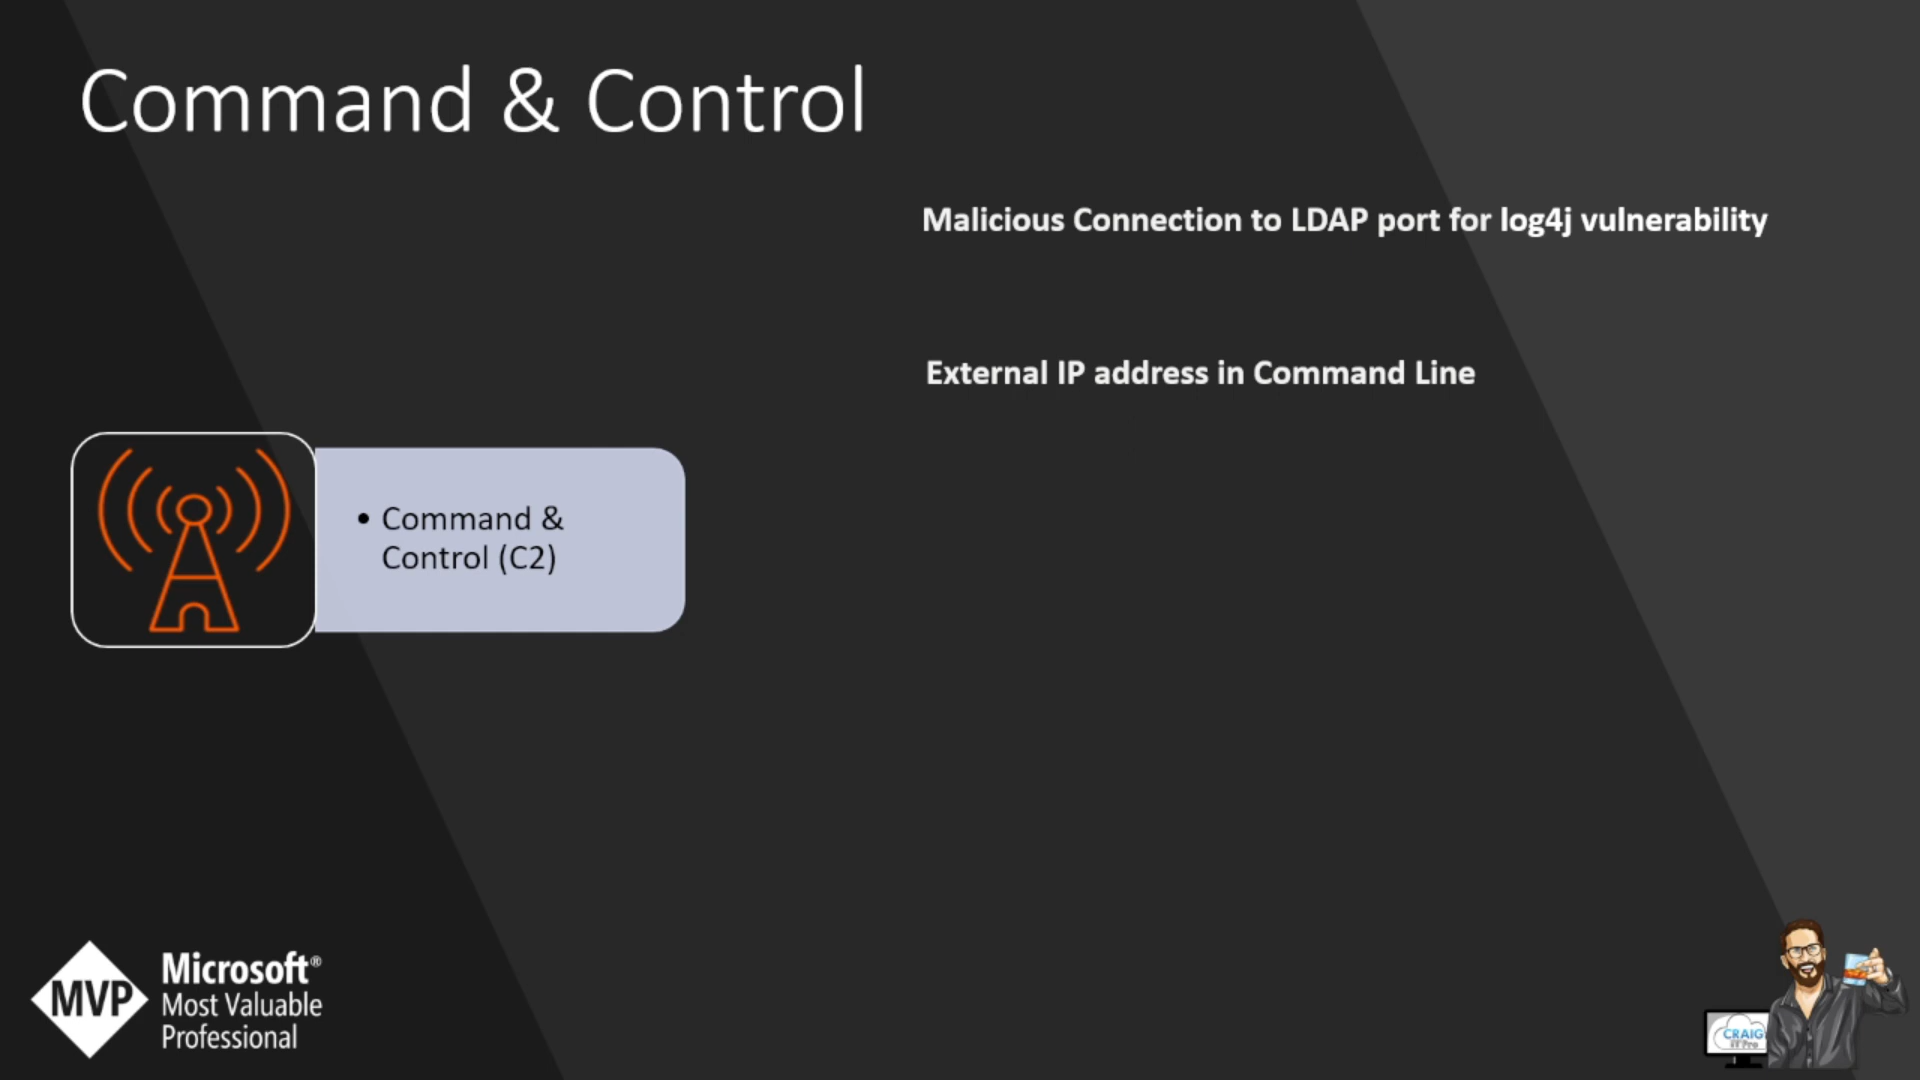 Command & Control
Malicious Connection to LDAP port for log4j vulnerability
External IP address in Command Line
• Command &
Control (C2)
MVP
Microsoft®
Most Valuable
Professional
CRAIG
IT Pro